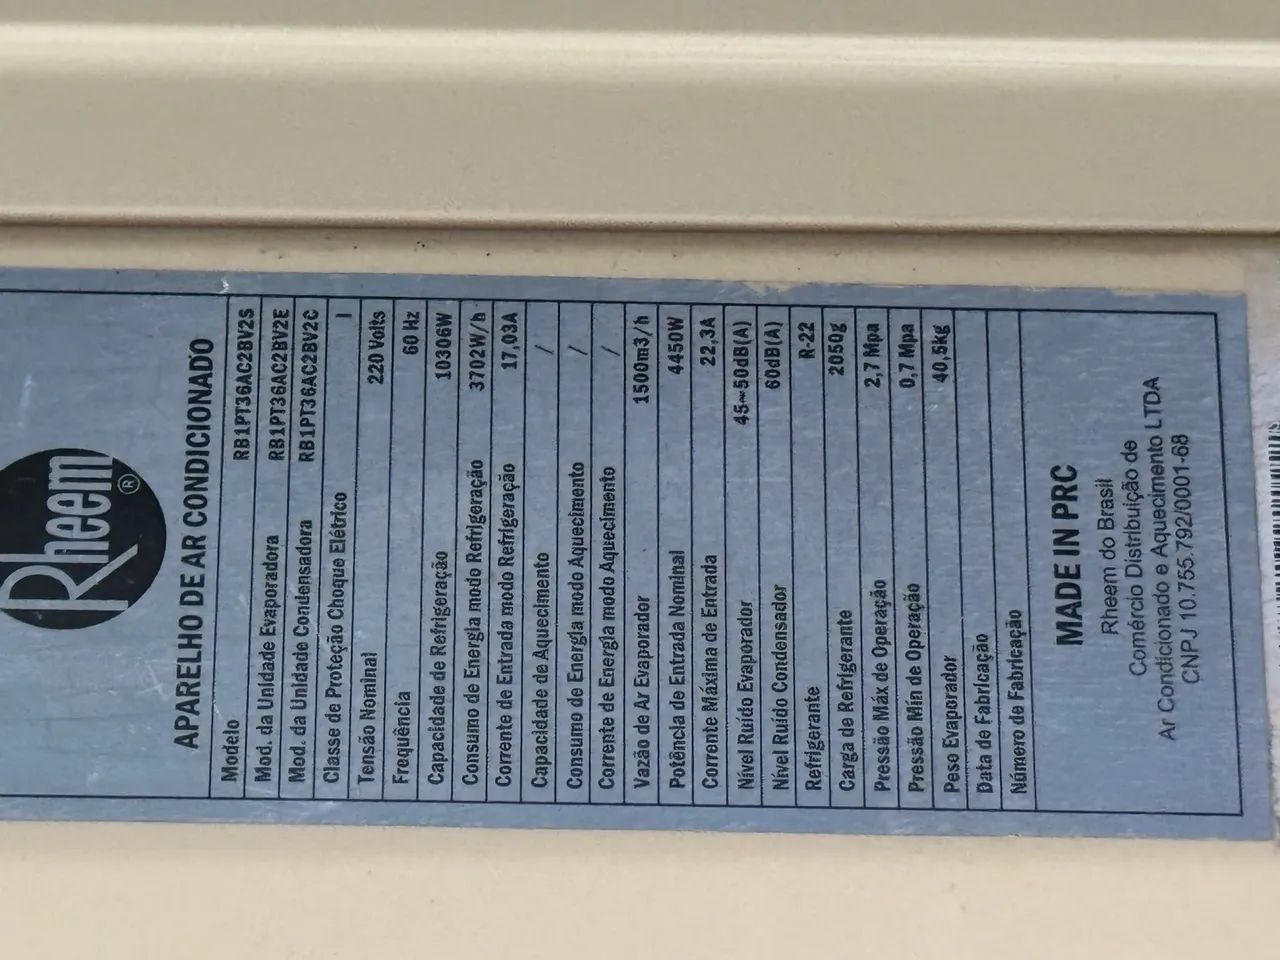 Rheem®
APARELHO DE AR CONDICIONADO
Modelo RB1PT36AC2BV2S
Mod. da Unidade Evaporadora RB1PT36AC2BV2E
Mod. da Unidade Condensadora RB1PT36AC2BV2C
Classe de Proteção Choque Elétrico I
Tensão Nominal 220 Volts
Frequência 60 Hz
Capacidade de Refrigeração 10306W
Consumo de Energia modo Refrigeração 3702W/h
Corrente de Entrada modo Refrigeração 17,03A
Capacidade de Aquecimento /
Consumo de Energia modo Aquecimento /
Corrente de Energia modo Aquecimento /
Vazão de Ar Evaporador 1500m3/h
Potência de Entrada Nominal 4450W
Corrente Máxima de Entrada 22,3A
Nível Ruído Evaporador 45~50dB(A)
Nível Ruído Condensador 60dB(A)
Refrigerante R-22
Carga de Refrigerante 2050g
Pressão Máx de Operação 2,7 Mpa
Pressão Mín de Operação 0,7 Mpa
Peso Evaporador 40,5kg
Data de Fabricação
Número de Fabricação
MADE IN PRC
Rheem do Brasil
Comércio Distribuição de
Ar Condicionado e Aquecimento LTDA
CNPJ 10.755.792/0001-68